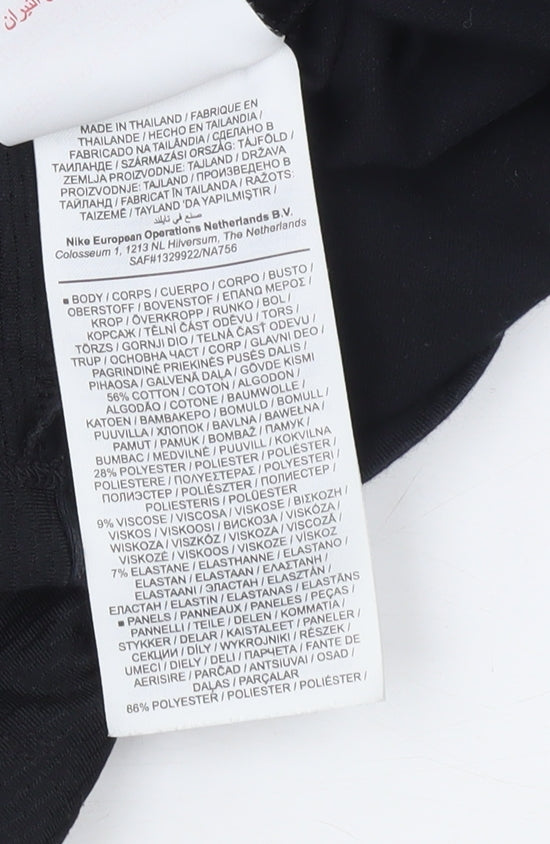 النيران
MADE IN THAILAND / FABRIQUE EN
THAILANDE / HECHO EN TAILANDIA /
FABRICADO NA TAILÂNDIA / СДЕЛАНО В
ТАИЛАНДЕ / SZÁRMAZÁSI ORSZÁG: TÁJFÖLD /
ZEMLJA PROIZVODNJE: TAJLAND / DRŽAVA
PROIZVODNJE: TAJLAND / ПРОИЗВЕДЕНО В
ТАЙЛАНД / FABRICAT ÎN TAILANDA / RAŽOTS:
TAIZEMĒ / TAYLAND 'DA YAPILMIŞTIR /
صنع في تايلند
Nike European Operations Netherlands B.V.
Colosseum 1, 1213 NL Hilversum, The Netherlands
SAF#1329922/NA756
■ BODY / CORPS / CUERPO / CORPO / BUSTO /
OBERSTOFF / BOVENSTOF / ΕΠΑΝΩ ΜΕΡΟΣ /
KROP / ÖVERKROPP / RUNKO / BOL /
КОРСАЖ / TĚLNÍ ČÁST ODĚVU / TORS /
TÖRZS / GORNJI DIO / TELNÁ ČASŤ ODEVU /
TRUP / ОСНОВНА ЧАСТ / CORP / GLAVNI DEO /
PAGRINDINĖ PRIEKINĖS PUSĖS DALIS /
PIHAOSA / GALVENĀ DAĻA / GÖVDE KISMI
56% COTTON / COTON / ALGODON /
ALGODÃO / COTONE / BAUMWOLLE /
KATOEN / ΒΑΜΒΑΚΕΡΟ / BOMULD / BOMULL /
PUUVILLA / ХЛОПОК / BAVLNA / BAWEŁNA /
PAMUT / PAMUK / BOMBAŽ / ПАМУК /
BUMBAC / MEDVILNĖ / PUUVILL / KOKVILNA
28% POLYESTER / POLIESTER / POLIÉSTER /
POLIESTERE / ΠΟΛΥΕΣΤΕΡΑΣ / POLYESTERI /
ПОЛИЭСТЕР / POLIÉSZTER / ПОЛИЕСТЕР /
POLIESTERIS / POLÜESTER
9% VISCOSE / VISCOSA / VISKOSE / ΒΙΣΚΟΖΗ /
VISKOS / VISKOOSI / ВИСКОЗА / VISKÓZA /
WISKOZA / VISZKÓZ / VISKOZA / VISCOZĂ /
VISKOZĖ / VISKOOS / VISKOZE / VISKOZ
7% ELASTANE / ELASTHANNE / ELASTANO /
ELASTAN / ELASTAAN / ΕΛΑΣΤΑΝΗ /
ELASTAANI / ЭЛАСТАН / ELASZTÁN /
ЕЛАСТАН / ELASTIN / ELASTANAS / ELASTĀNS
■ PANELS / PANNEAUX / PANELES / PEÇAS /
PANNELLI / TEILE / DELEN / ΚΟΜΜΑΤΙΑ /
STYKKER / DELAR / KAISTALEET / PANELER /
СЕКЦИИ / DÍLY / WYKROJNIKI / RÉSZEK /
UMECI / DIELY / DELI / ПАРЧЕТА / FANTE DE
AERISIRE / PARČAD / ANTSIUVAI / OSAD /
DAĻAS / PARÇALAR
86% POLYESTER / POLIESTER / POLIÉSTER /